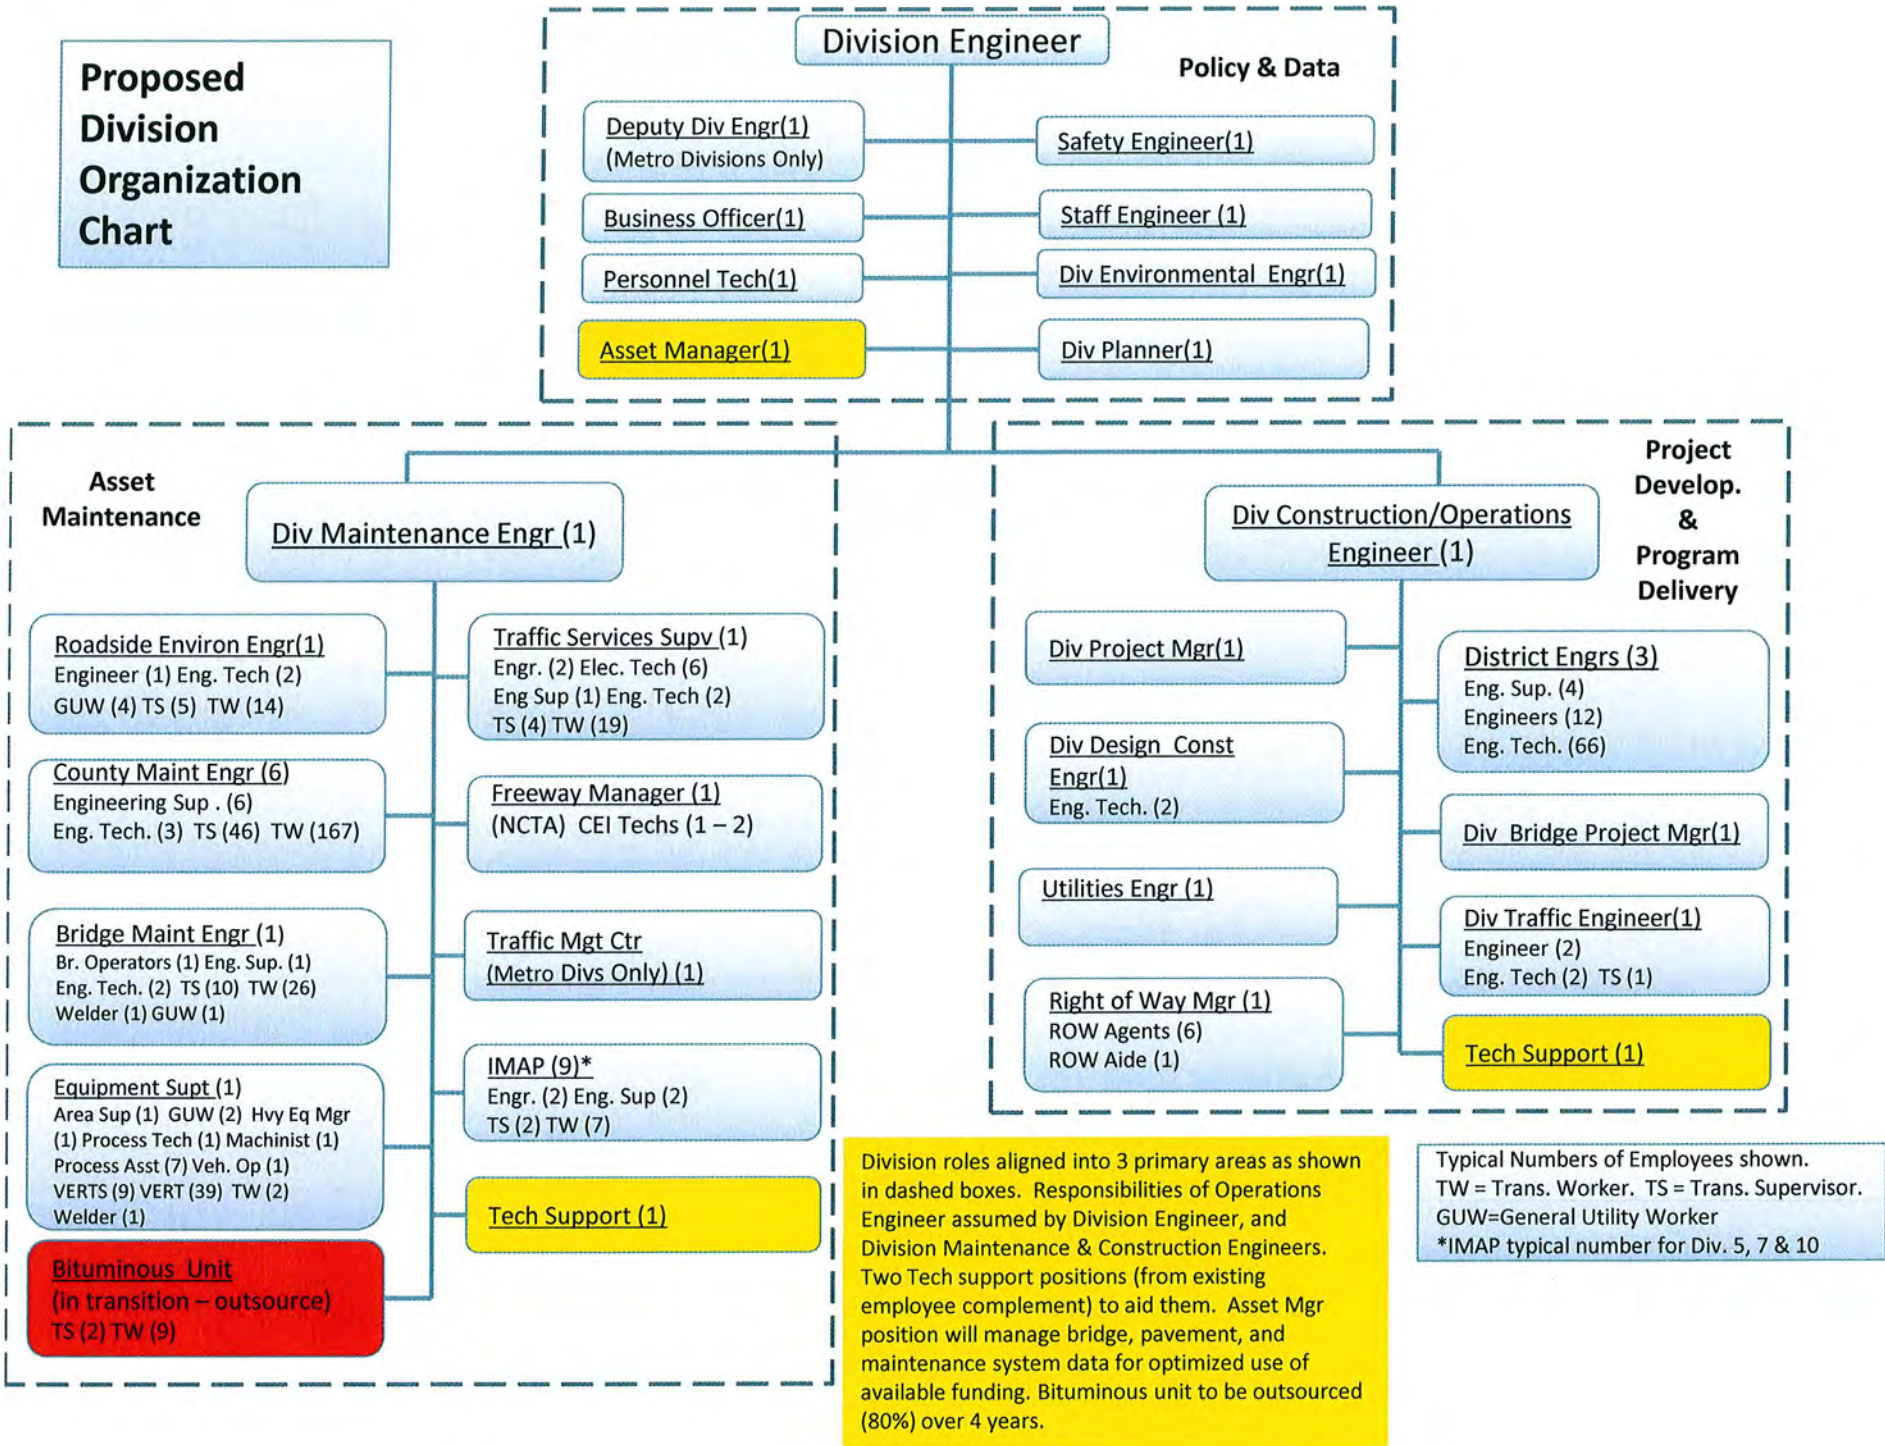 Proposed
Division
Organization
Chart
Division Engineer
Policy & Data
Deputy Div Engr(1)
(Metro Divisions Only)
Safety Engineer(1)
Business Officer(1)
Staff Engineer (1)
Personnel Tech(1)
Div Environmental Engr(1)
Asset Manager(1)
Div Planner(1)
Asset
Maintenance
Div Maintenance Engr (1)
Roadside Environ Engr(1)
Engineer (1) Eng. Tech (2)
GUW (4) TS (5) TW (14)
Traffic Services Supv (1)
Engr. (2) Elec. Tech (6)
Eng Sup (1) Eng. Tech (2)
TS (4) TW (19)
County Maint Engr (6)
Engineering Sup . (6)
Eng. Tech. (3) TS (46) TW (167)
Freeway Manager (1)
(NCTA) CEI Techs (1 – 2)
Bridge Maint Engr (1)
Br. Operators (1) Eng. Sup. (1)
Eng. Tech. (2) TS (10) TW (26)
Welder (1) GUW (1)
Traffic Mgt Ctr
(Metro Divs Only) (1)
Equipment Supt (1)
Area Sup (1) GUW (2) Hvy Eq Mgr
(1) Process Tech (1) Machinist (1)
Process Asst (7) Veh. Op (1)
VERTS (9) VERT (39) TW (2)
Welder (1)
IMAP (9)*
Engr. (2) Eng. Sup (2)
TS (2) TW (7)
Tech Support (1)
Bituminous Unit
(in transition – outsource)
TS (2) TW (9)
Project
Develop.
&
Program
Delivery
Div Construction/Operations
Engineer (1)
Div Project Mgr(1)
District Engrs (3)
Eng. Sup. (4)
Engineers (12)
Eng. Tech. (66)
Div Design Const
Engr(1)
Eng. Tech. (2)
Div Bridge Project Mgr(1)
Utilities Engr (1)
Div Traffic Engineer(1)
Engineer (2)
Eng. Tech (2) TS (1)
Right of Way Mgr (1)
ROW Agents (6)
ROW Aide (1)
Tech Support (1)
Division roles aligned into 3 primary areas as shown
in dashed boxes. Responsibilities of Operations
Engineer assumed by Division Engineer, and
Division Maintenance & Construction Engineers.
Two Tech support positions (from existing
employee complement) to aid them. Asset Mgr
position will manage bridge, pavement, and
maintenance system data for optimized use of
available funding. Bituminous unit to be outsourced
(80%) over 4 years.
Typical Numbers of Employees shown.
TW = Trans. Worker. TS = Trans. Supervisor.
GUW=General Utility Worker
*IMAP typical number for Div. 5, 7 & 10